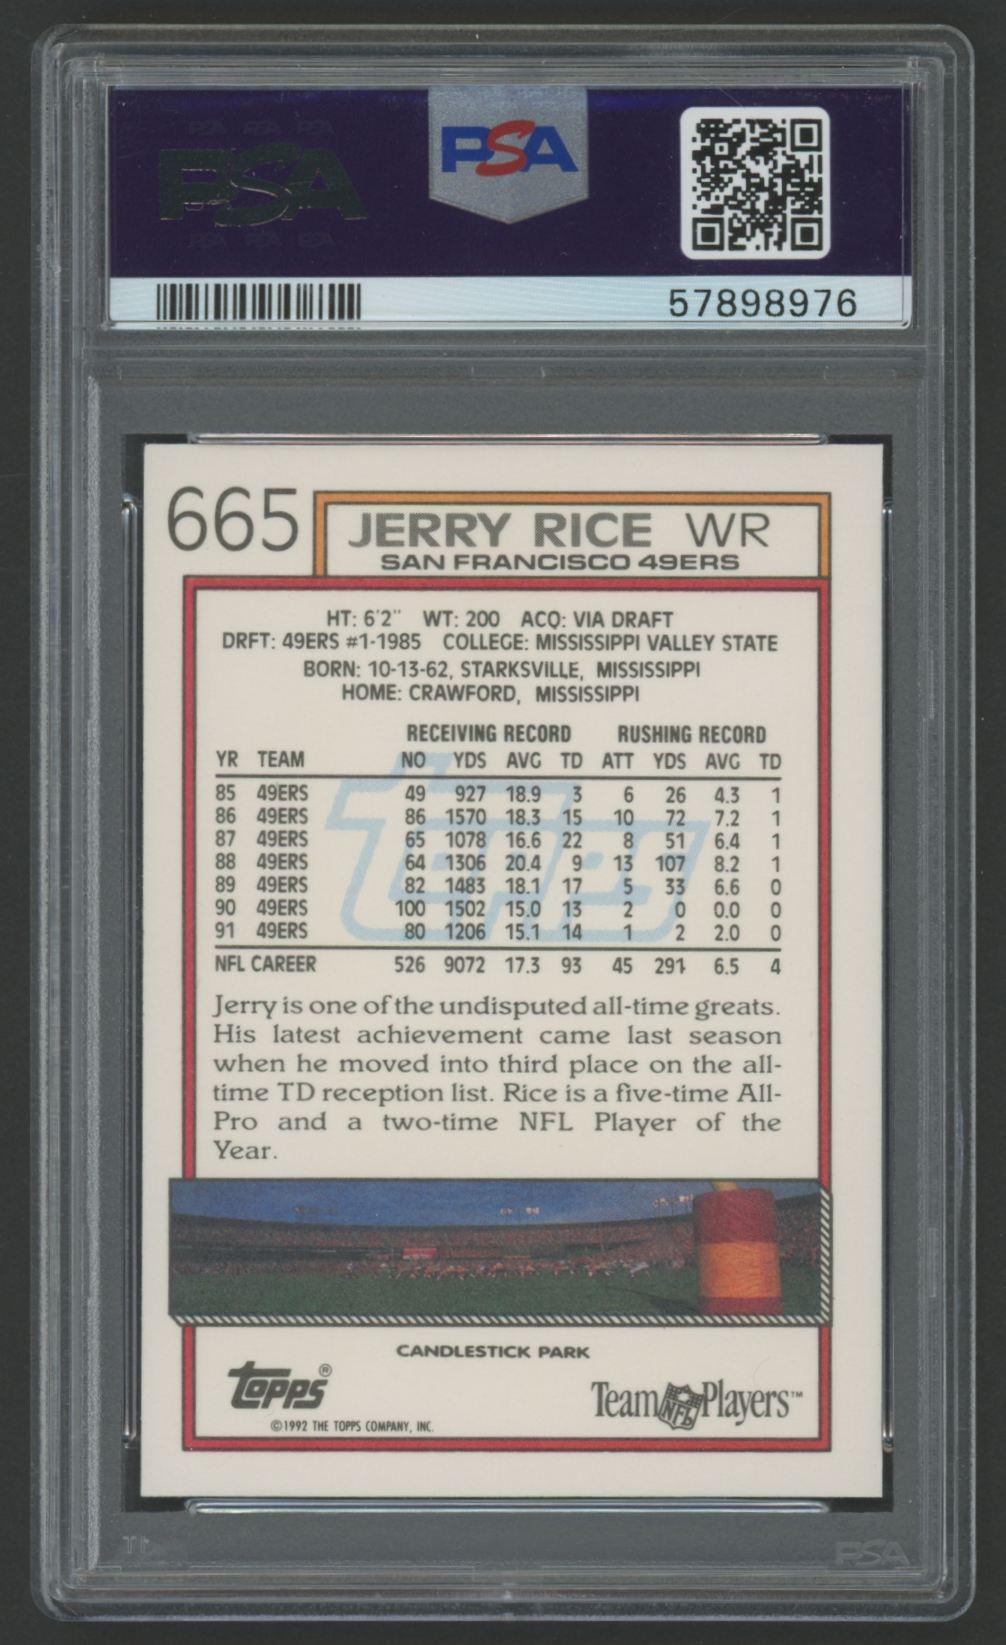 PSA PSA PSA
PSA
PSA PSA PSA
PSA
57898976
665
JERRY RICE WR
SAN FRANCISCO 49ERS
HT: 6'2" WT: 200 ACQ: VIA DRAFT
DRFT: 49ERS #1-1985 COLLEGE: MISSISSIPPI VALLEY STATE
BORN: 10-13-62, STARKSVILLE, MISSISSIPPI
HOME: CRAWFORD, MISSISSIPPI
RECEIVING RECORD RUSHING RECORD
YR TEAM NO YDS AVG TD ATT YDS AVG TD
85 49ERS 49 927 18.9 3 6 26 4.3 1
86 49ERS 86 1570 18.3 15 10 72 7.2 1
87 49ERS 65 1078 16.6 22 8 51 6.4 1
88 49ERS 64 1306 20.4 9 13 107 8.2 1
89 49ERS 82 1483 18.1 17 5 33 6.6 0
90 49ERS 100 1502 15.0 13 2 0 0.0 0
91 49ERS 80 1206 15.1 14 1 2 2.0 0
NFL CAREER 526 9072 17.3 93 45 291 6.5 4
Topps
Jerry is one of the undisputed all-time greats.
His latest achievement came last season
when he moved into third place on the all-
time TD reception list. Rice is a five-time All-
Pro and a two-time NFL Player of the
Year.
CANDLESTICK PARK
Topps®
©1992 THE TOPPS COMPANY, INC.
Team NFL Players™
PSA